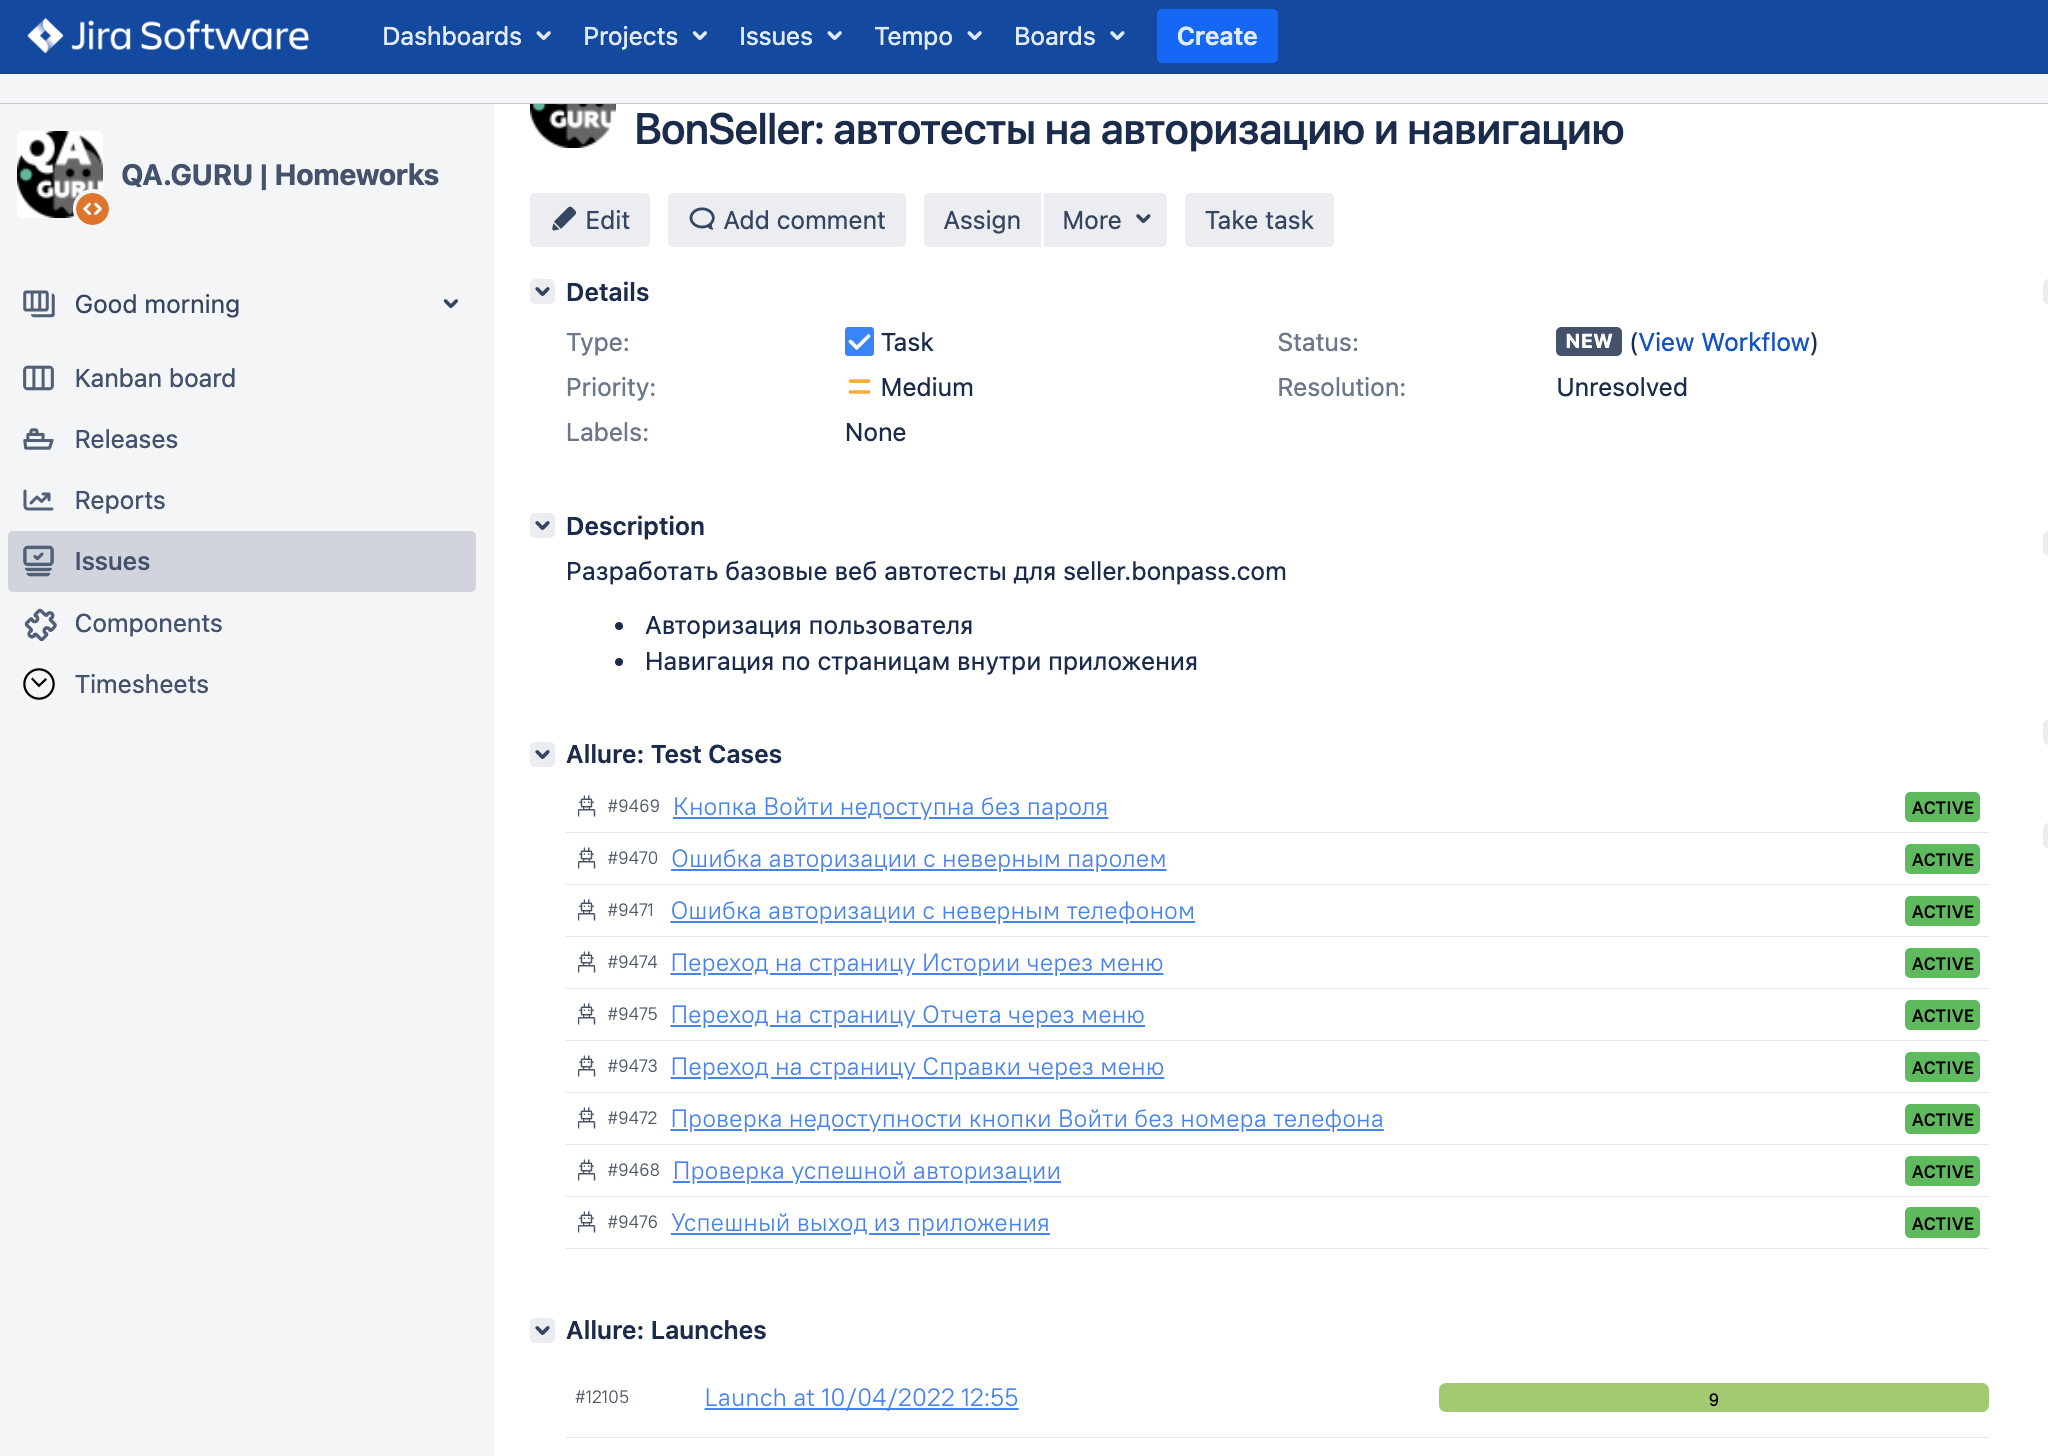 Jira Software Dashboards Projects Issues Tempo Boards Create
QA GURU
QA.GURU | Homeworks
Good morning
Kanban board
Releases
Reports
Issues
Components
Timesheets
GURU
BonSeller: автотесты на авторизацию и навигацию
Edit Add comment Assign More Take task
Details
Type: Task Status: NEW (View Workflow)
Priority: Medium Resolution: Unresolved
Labels: None
Description
Разработать базовые веб автотесты для seller.bonpass.com
• Авторизация пользователя
• Навигация по страницам внутри приложения
Allure: Test Cases
#9469 Кнопка Войти недоступна без пароля ACTIVE
#9470 Ошибка авторизации с неверным паролем ACTIVE
#9471 Ошибка авторизации с неверным телефоном ACTIVE
#9474 Переход на страницу Истории через меню ACTIVE
#9475 Переход на страницу Отчета через меню ACTIVE
#9473 Переход на страницу Справки через меню ACTIVE
#9472 Проверка недоступности кнопки Войти без номера телефона ACTIVE
#9468 Проверка успешной авторизации ACTIVE
#9476 Успешный выход из приложения ACTIVE
Allure: Launches
#12105 Launch at 10/04/2022 12:55 9